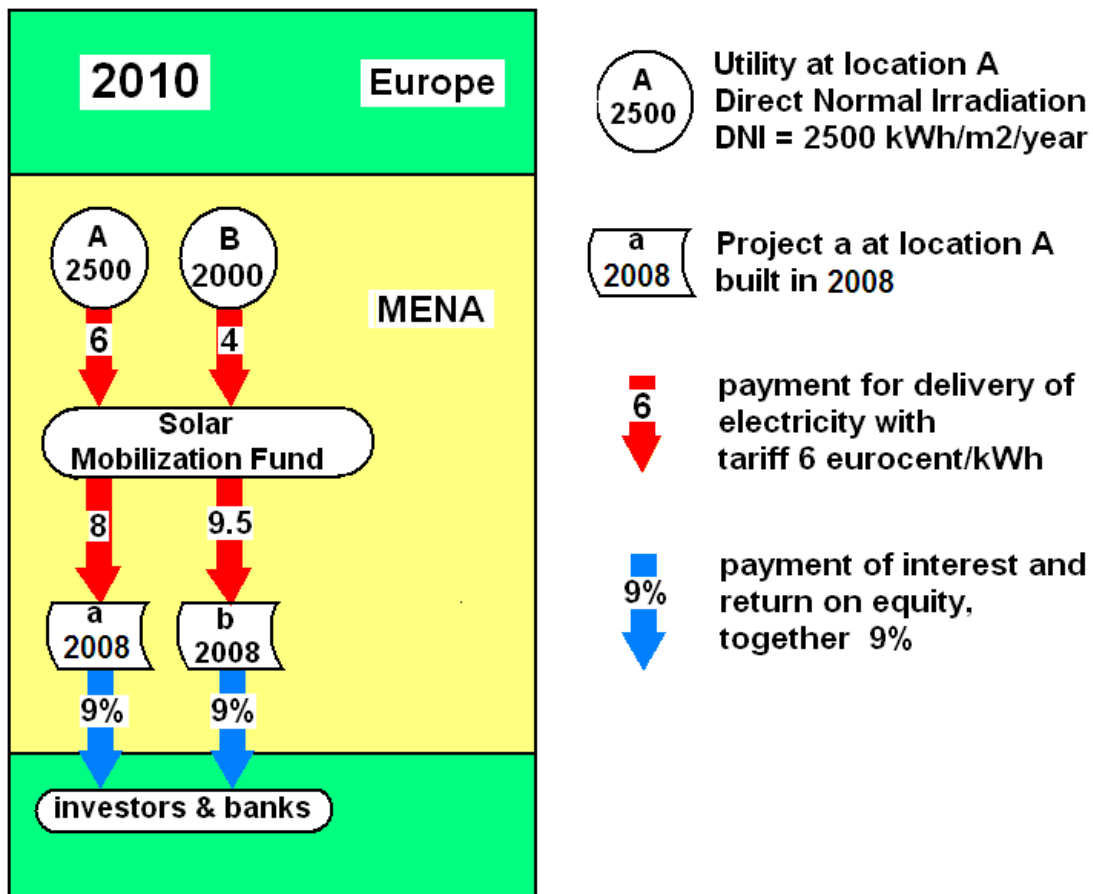 2010
Europe
A
2500
B
2000
MENA
6
4
Solar
Mobilization Fund
8
9.5
a
2008
b
2008
9%
9%
investors & banks
A
2500
Utility at location A
Direct Normal Irradiation
DNI = 2500 kWh/m2/year
a
2008
Project a at location A
built in 2008
6
payment for delivery of
electricity with
tariff 6 eurocent/kWh
9%
payment of interest and
return on equity,
together 9%